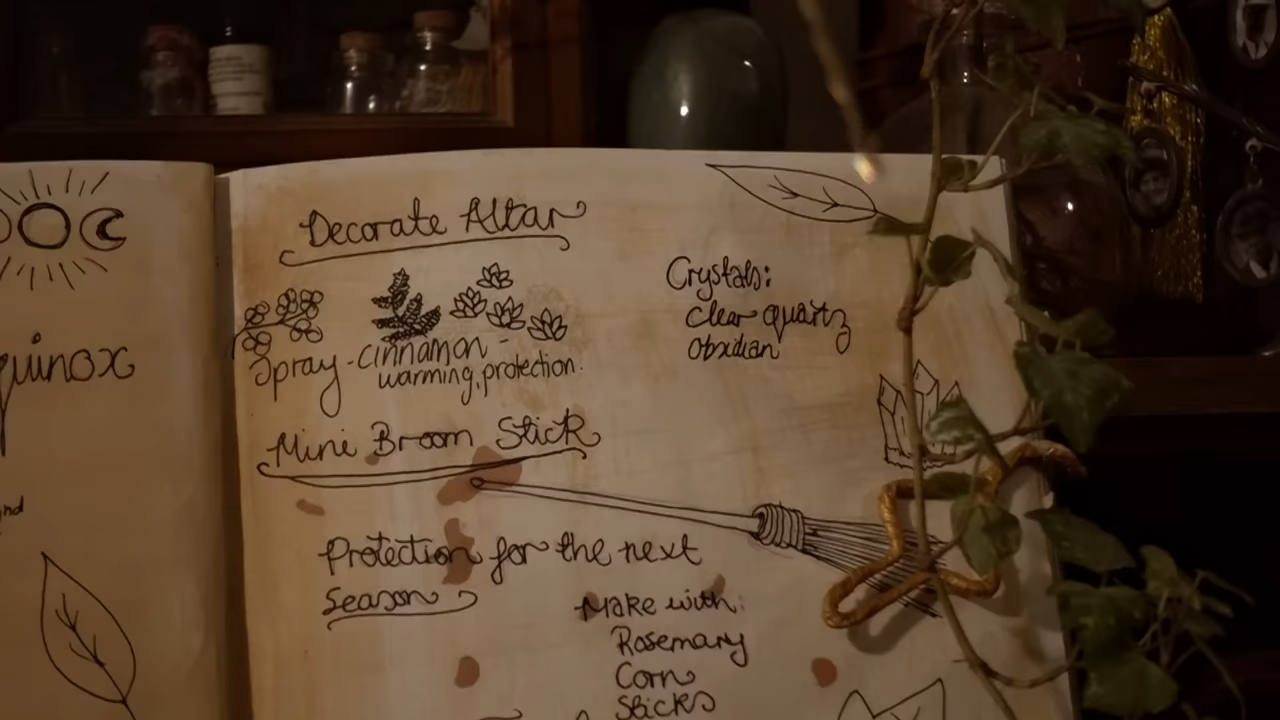 quinox
nd
Decorate Altar
Spray - cinnamon -
warming, protection.
Crystals:
clear quartz
obsidian
Mini Broom Stick
Protection for the next
season
Make with:
Rosemary
Corn
Sticks